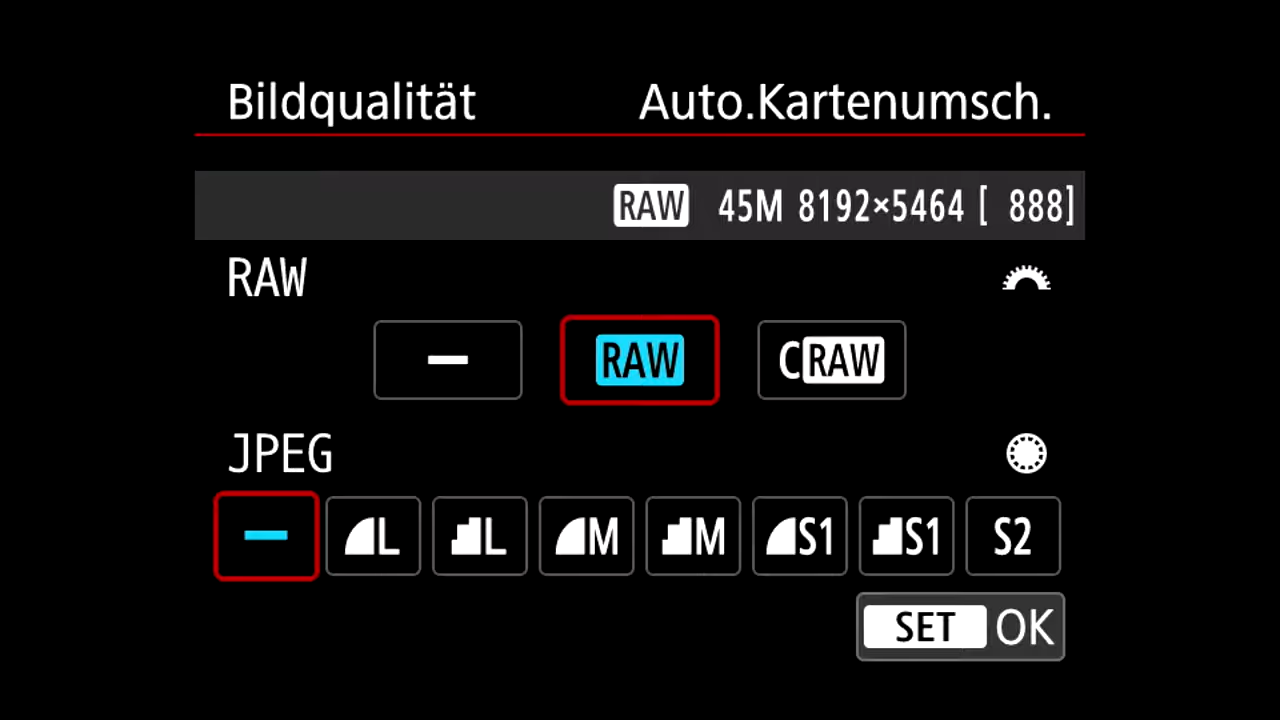 Bildqualität Auto.Kartenumsch.
RAW 45M 8192×5464 [ 888]
RAW
— RAW CRAW
JPEG
— L L M M S1 S1 S2
SET OK